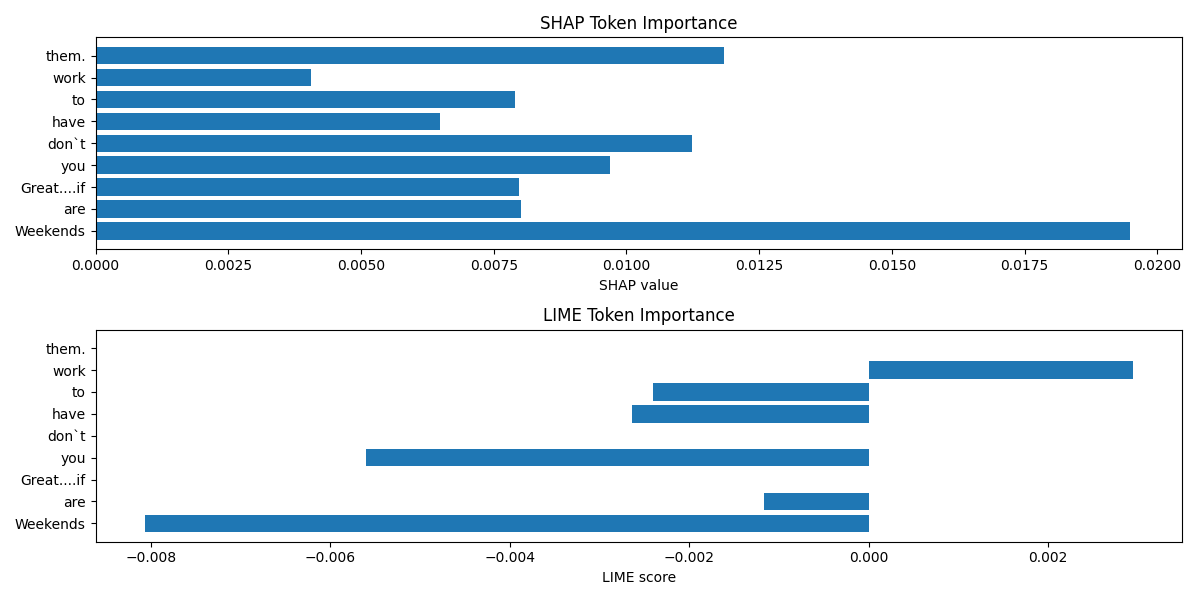 SHAP Token Importance
them.
work
to
have
don`t
you
Great....if
are
Weekends
0.0000 0.0025 0.0050 0.0075 0.0100 0.0125 0.0150 0.0175 0.0200
SHAP value
LIME Token Importance
them.
work
to
have
don`t
you
Great....if
are
Weekends
−0.008 −0.006 −0.004 −0.002 0.000 0.002
LIME score